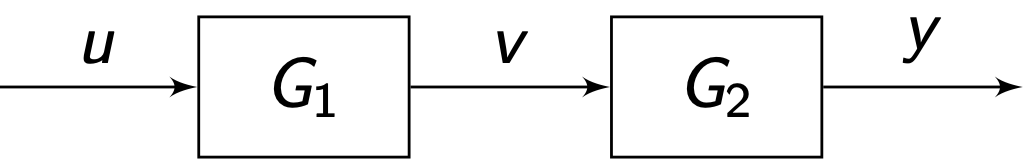 u v y
G₁ G₂